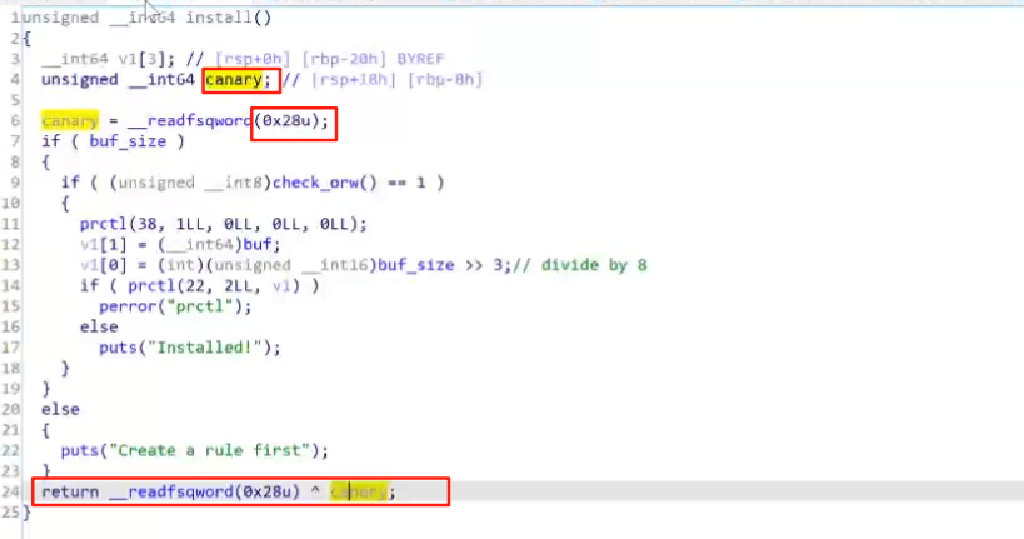 1 unsigned __int64 install()
2 {
3 __int64 v1[3]; // [rsp+0h] [rbp-20h] BYREF
4 unsigned __int64 canary; // [rsp+18h] [rbp-8h]
5
6 canary = __readfsqword(0x28u);
7 if ( buf_size )
8 {
9 if ( (unsigned __int8)check_orw() == 1 )
10 {
11 prctl(38, 1LL, 0LL, 0LL, 0LL);
12 v1[1] = (__int64)buf;
13 v1[0] = (int)(unsigned __int16)buf_size >> 3;// divide by 8
14 if ( prctl(22, 2LL, v1) )
15 perror("prctl");
16 else
17 puts("Installed!");
18 }
19 }
20 else
21 {
22 puts("Create a rule first");
23 }
24 return __readfsqword(0x28u) ^ canary;
25 }